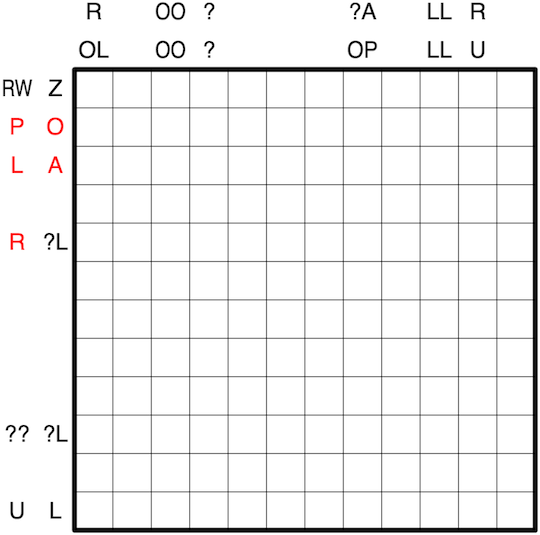 R OO ? ?A LL R
OL OO ? OP LL U
RW Z
P O
L A
R ?L
?? ?L
U L